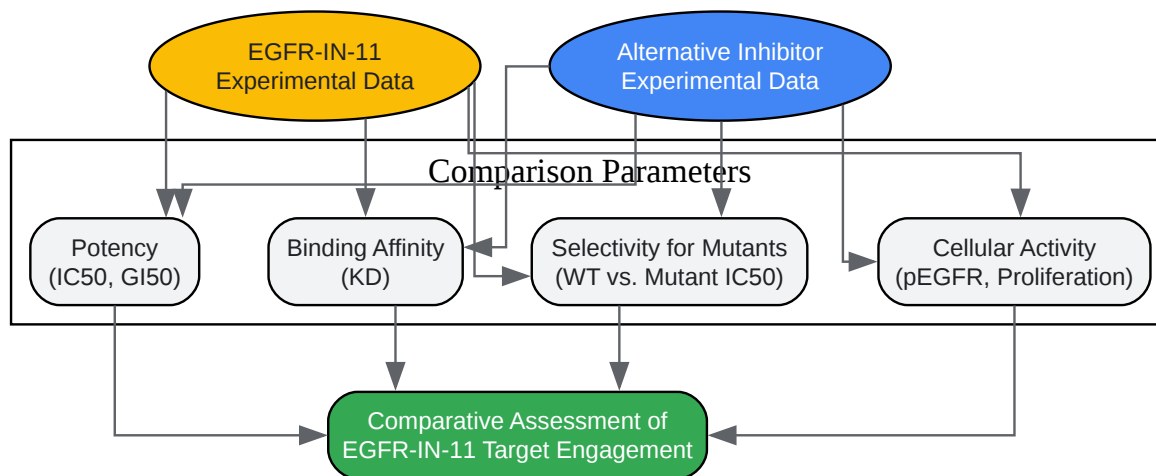 EGFR-IN-11
Experimental Data
Alternative Inhibitor
Experimental Data
Comparison Parameters
Potency
(IC50, GI50)
Binding Affinity
(KD)
Selectivity for Mutants
(WT vs. Mutant IC50)
Cellular Activity
(pEGFR, Proliferation)
Comparative Assessment of
EGFR-IN-11 Target Engagement